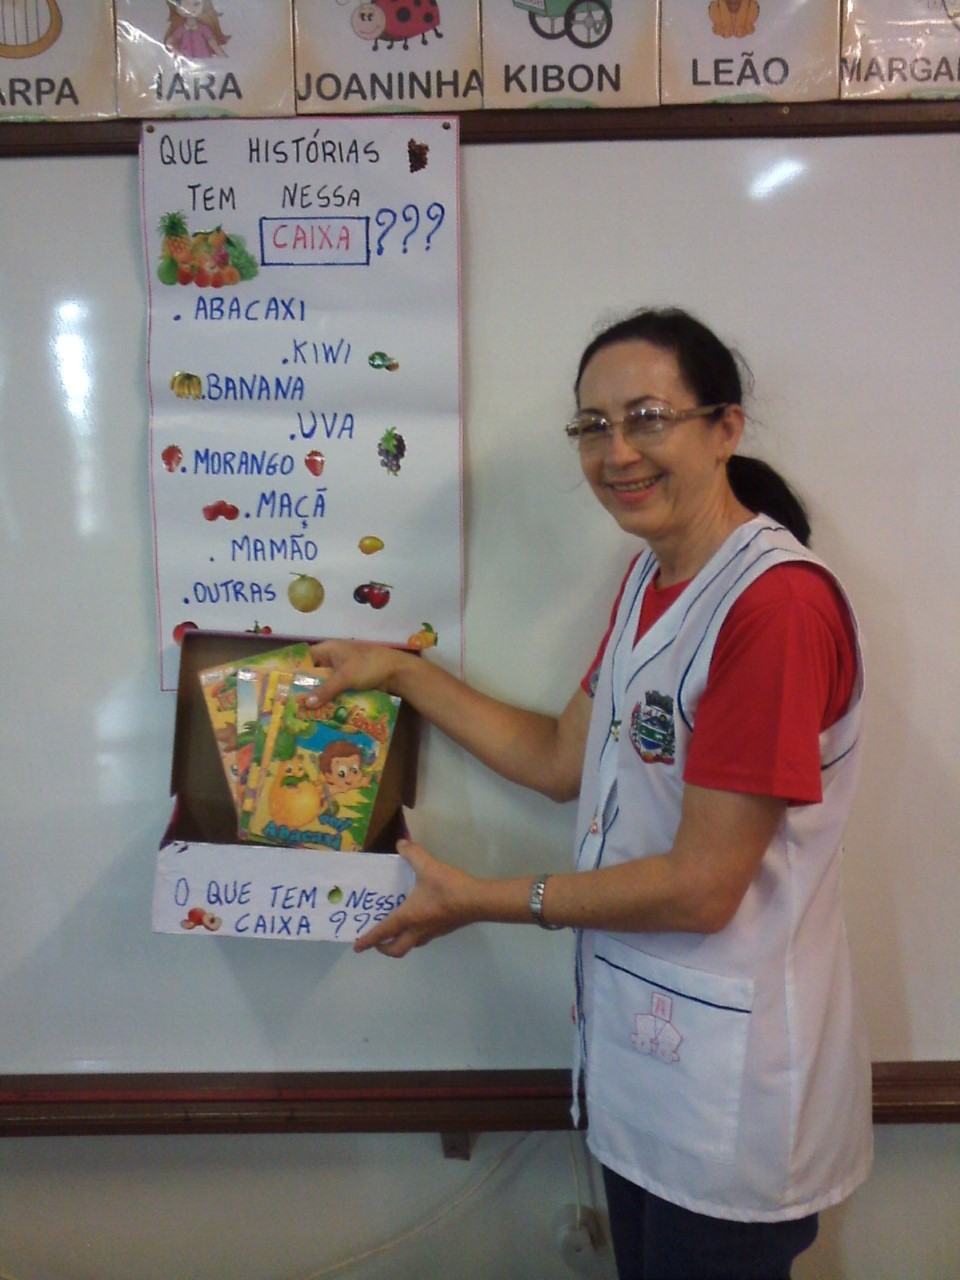 ARPA IARA JOANINHA KIBON LEÃO MARGA
QUE HISTÓRIAS
TEM NESSA
CAIXA ???
. ABACAXI
. KIWI
. BANANA
. UVA
. MORANGO
. MAÇÃ
. MAMÃO
. OUTRAS
Abacaxi
O QUE TEM NESSA
CAIXA ???